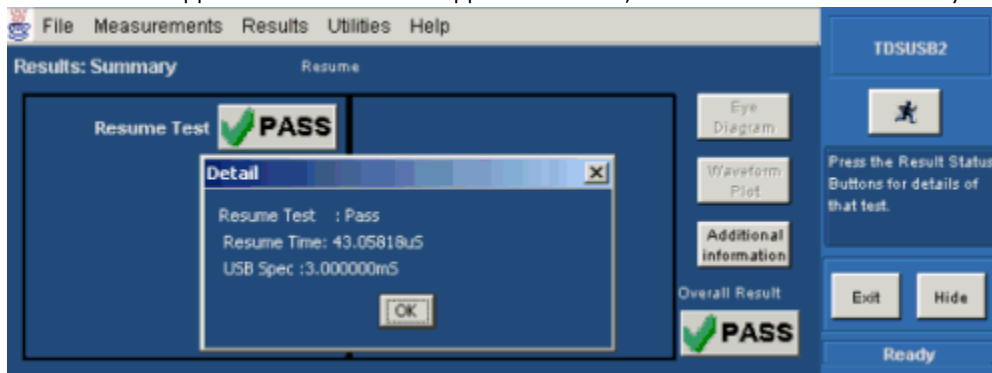 File Measurements Results Utilities Help
TDSUSB2
Results: Summary Resume
Resume Test PASS
Eye
Diagram
Waveform
Plot
Additional
information
Overall Result
PASS
Detail
Resume Test : Pass
Resume Time: 43.05818uS
USB Spec :3.000000mS
OK
Press the Result Status
Buttons for details of
that test.
Exit Hide
Ready